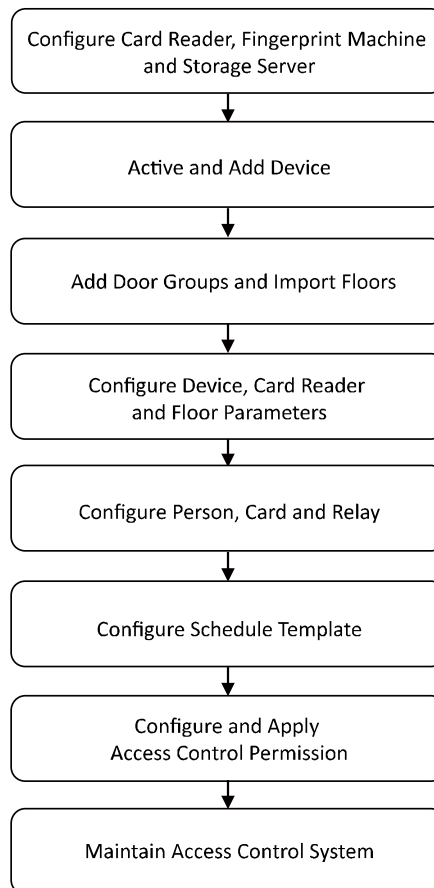 Configure Card Reader, Fingerprint Machine
and Storage Server
Active and Add Device
Add Door Groups and Import Floors
Configure Device, Card Reader
and Floor Parameters
Configure Person, Card and Relay
Configure Schedule Template
Configure and Apply
Access Control Permission
Maintain Access Control System